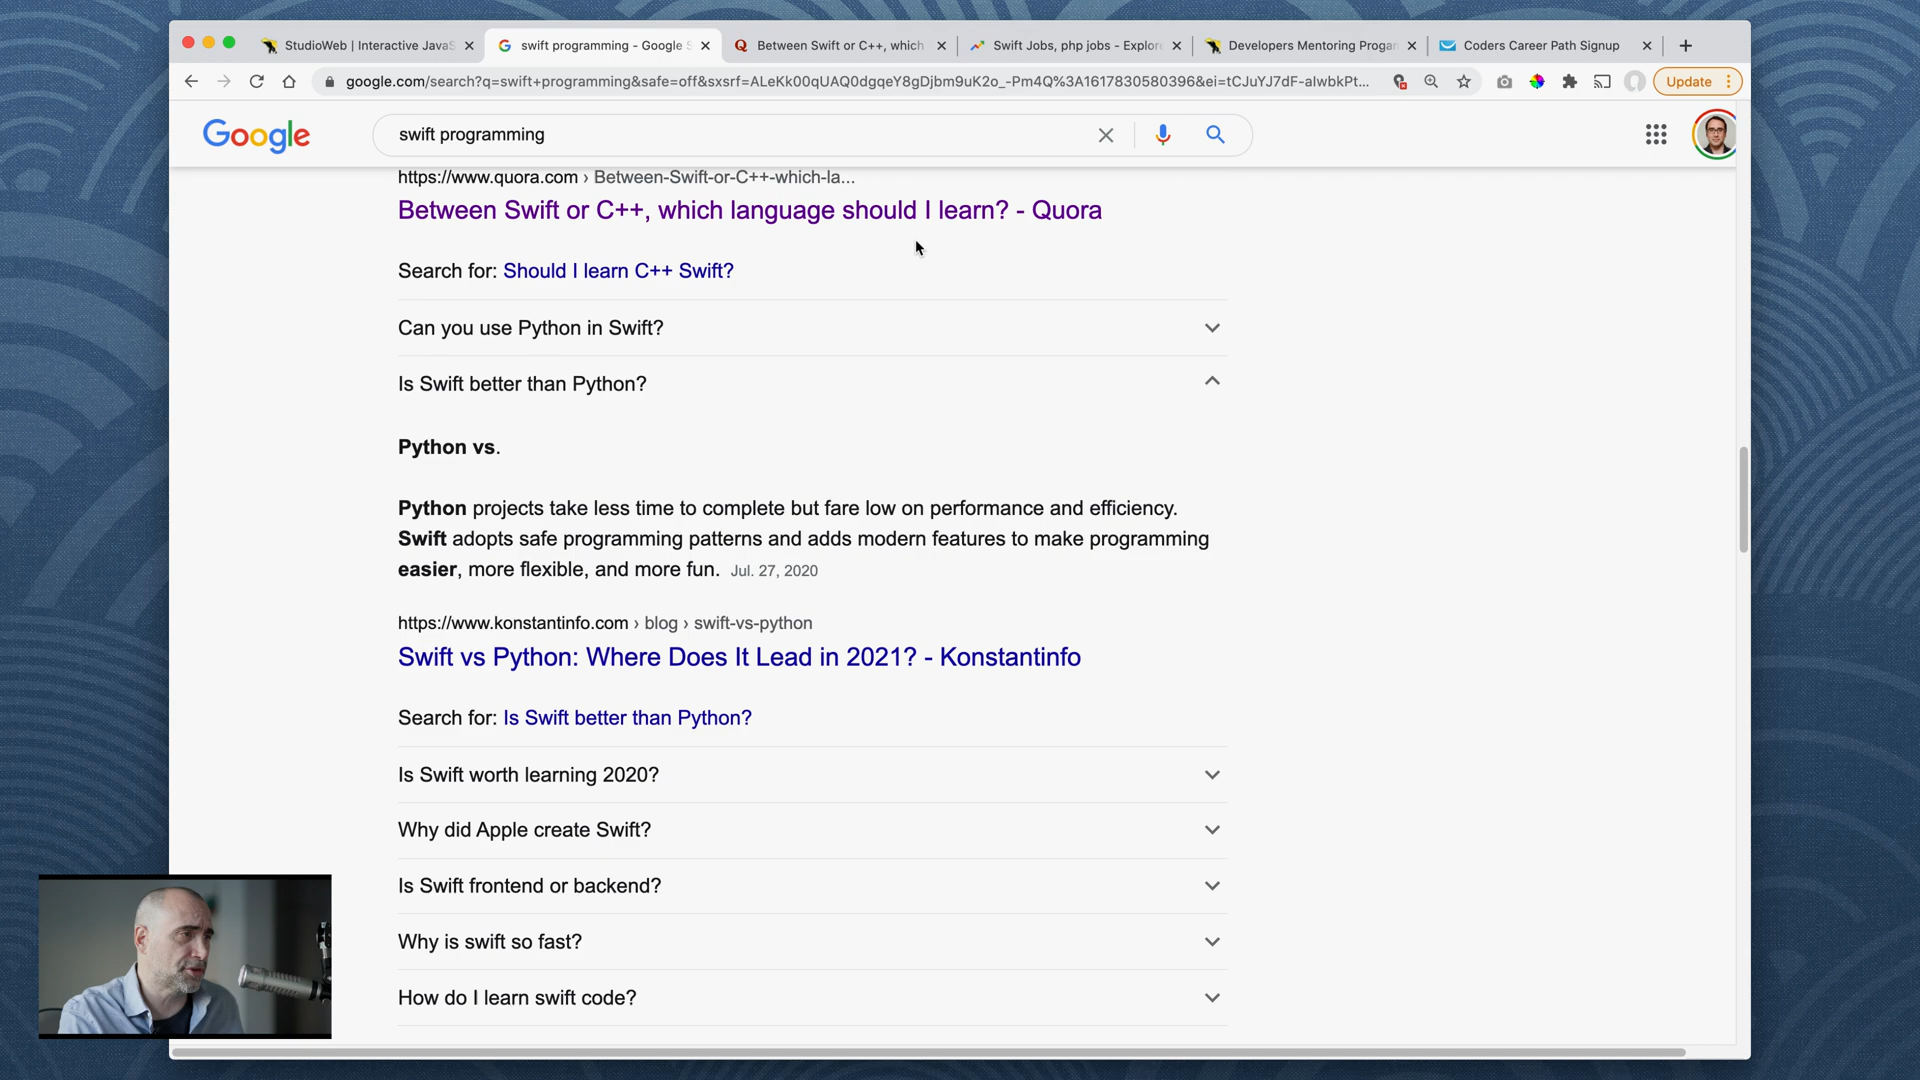 StudioWeb | Interactive JavaS
swift programming - Google S
Between Swift or C++, which
Swift Jobs, php jobs - Explore
Developers Mentoring Progam
Coders Career Path Signup
google.com/search?q=swift+programming&safe=off&sxsrf=ALeKk00qUAQ0dgqeY8gDjbm9uK2o_-Pm4Q%3A1617830580396&ei=tCJuYJ7dF-aIwbkPt...
Update
Google
swift programming
https://www.quora.com › Between-Swift-or-C++-which-la...
Between Swift or C++, which language should I learn? - Quora
Search for: Should I learn C++ Swift?
Can you use Python in Swift?
Is Swift better than Python?
Python vs.
Python projects take less time to complete but fare low on performance and efficiency.
Swift adopts safe programming patterns and adds modern features to make programming
easier, more flexible, and more fun. Jul. 27, 2020
https://www.konstantinfo.com › blog › swift-vs-python
Swift vs Python: Where Does It Lead in 2021? - Konstantinfo
Search for: Is Swift better than Python?
Is Swift worth learning 2020?
Why did Apple create Swift?
Is Swift frontend or backend?
Why is swift so fast?
How do I learn swift code?